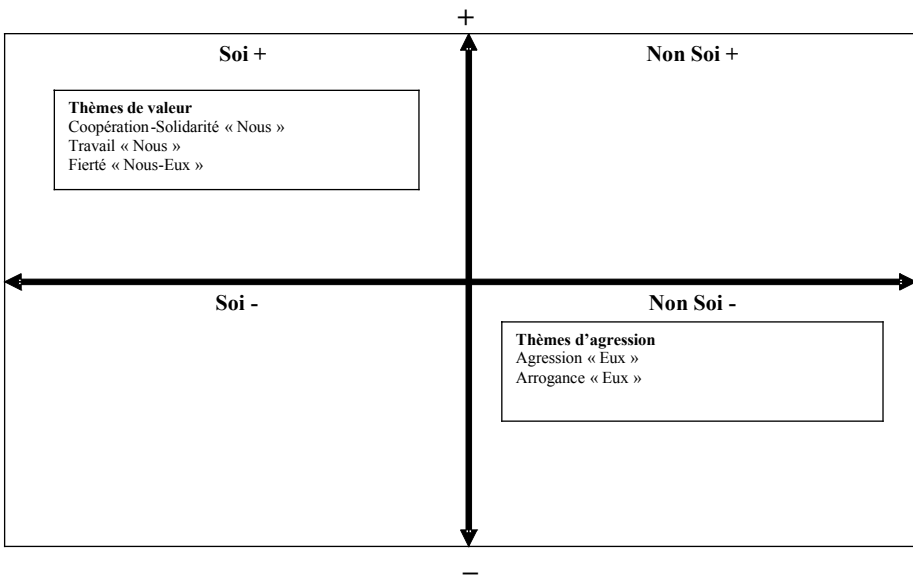 +
Soi +
Non Soi +
Thèmes de valeur
Coopération-Solidarité « Nous »
Travail « Nous »
Fierté « Nous-Eux »
Soi -
Non Soi -
Thèmes d’agression
Agression « Eux »
Arrogance « Eux »
–